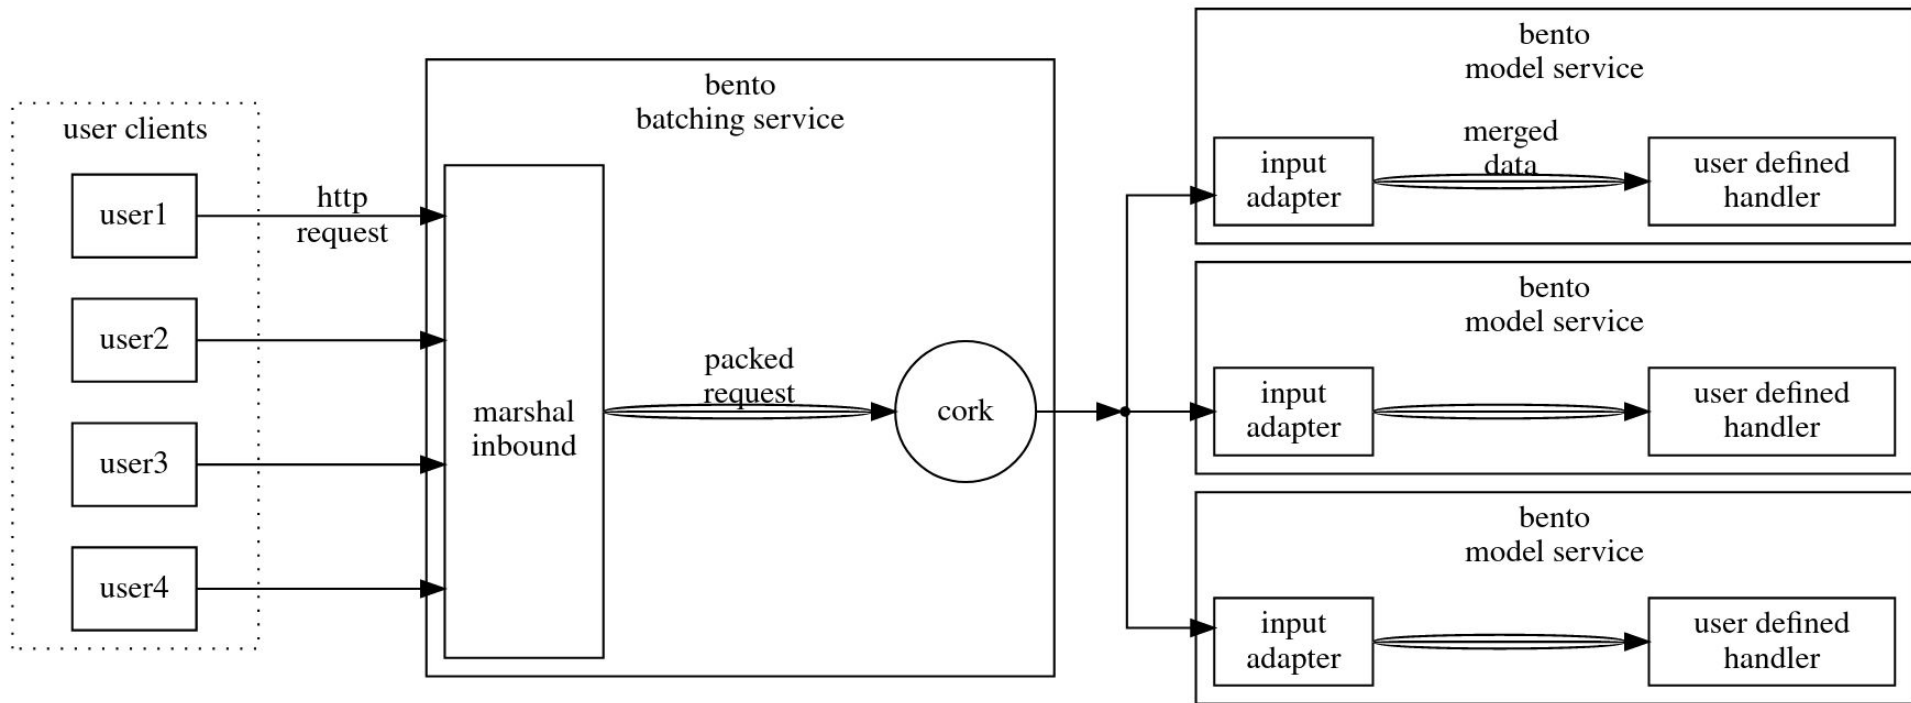 user clients
user1
user2
user3
user4
http
request
bento
batching service
marshal
inbound
packed
request
cork
bento
model service
input
adapter
merged
data
user defined
handler
bento
model service
input
adapter
user defined
handler
bento
model service
input
adapter
user defined
handler